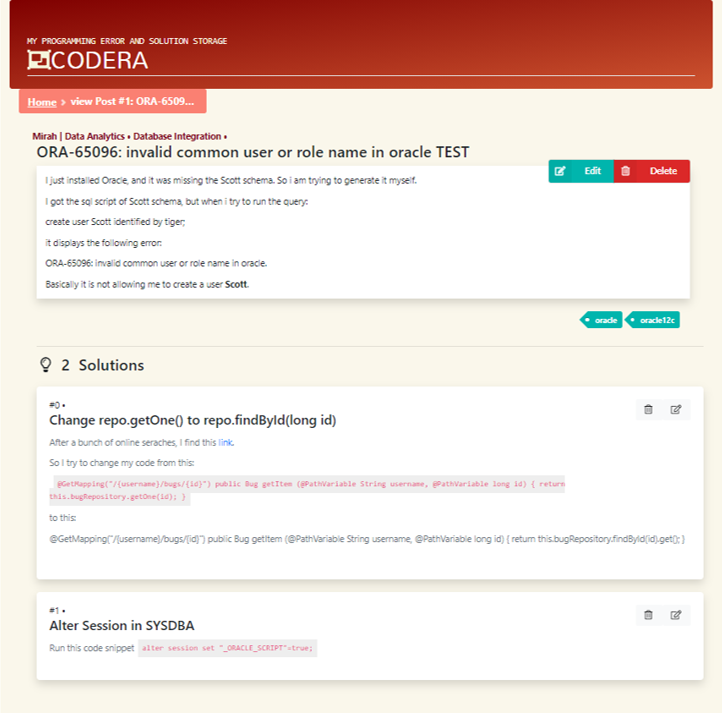 MY PROGRAMMING ERROR AND SOLUTION STORAGE
CODERA
Home > view Post #1: ORA-6509...
Mirah | Data Analytics • Database Integration •
ORA-65096: invalid common user or role name in oracle TEST
Edit
Delete
I just installed Oracle, and it was missing the Scott schema. So i am trying to generate it myself.
I got the sql script of Scott schema, but when i try to run the query:
create user Scott identified by tiger;
it displays the following error:
ORA-65096: invalid common user or role name in oracle.
Basically it is not allowing me to create a user Scott.
oracle
oracle12c
2 Solutions
#0 •
Change repo.getOne() to repo.findById(long id)
After a bunch of online seraches, I find this link.
So I try to change my code from this:
@GetMapping("/{username}/bugs/{id}") public Bug getItem (@PathVariable String username, @PathVariable long id) { return
this.bugRepository.getOne(id); }
to this:
@GetMapping("/{username}/bugs/{id}") public Bug getItem (@PathVariable String username, @PathVariable long id) { return this.bugRepository.findById(id).get(); }
#1 •
Alter Session in SYSDBA
Run this code snippet alter session set "_ORACLE_SCRIPT"=true;